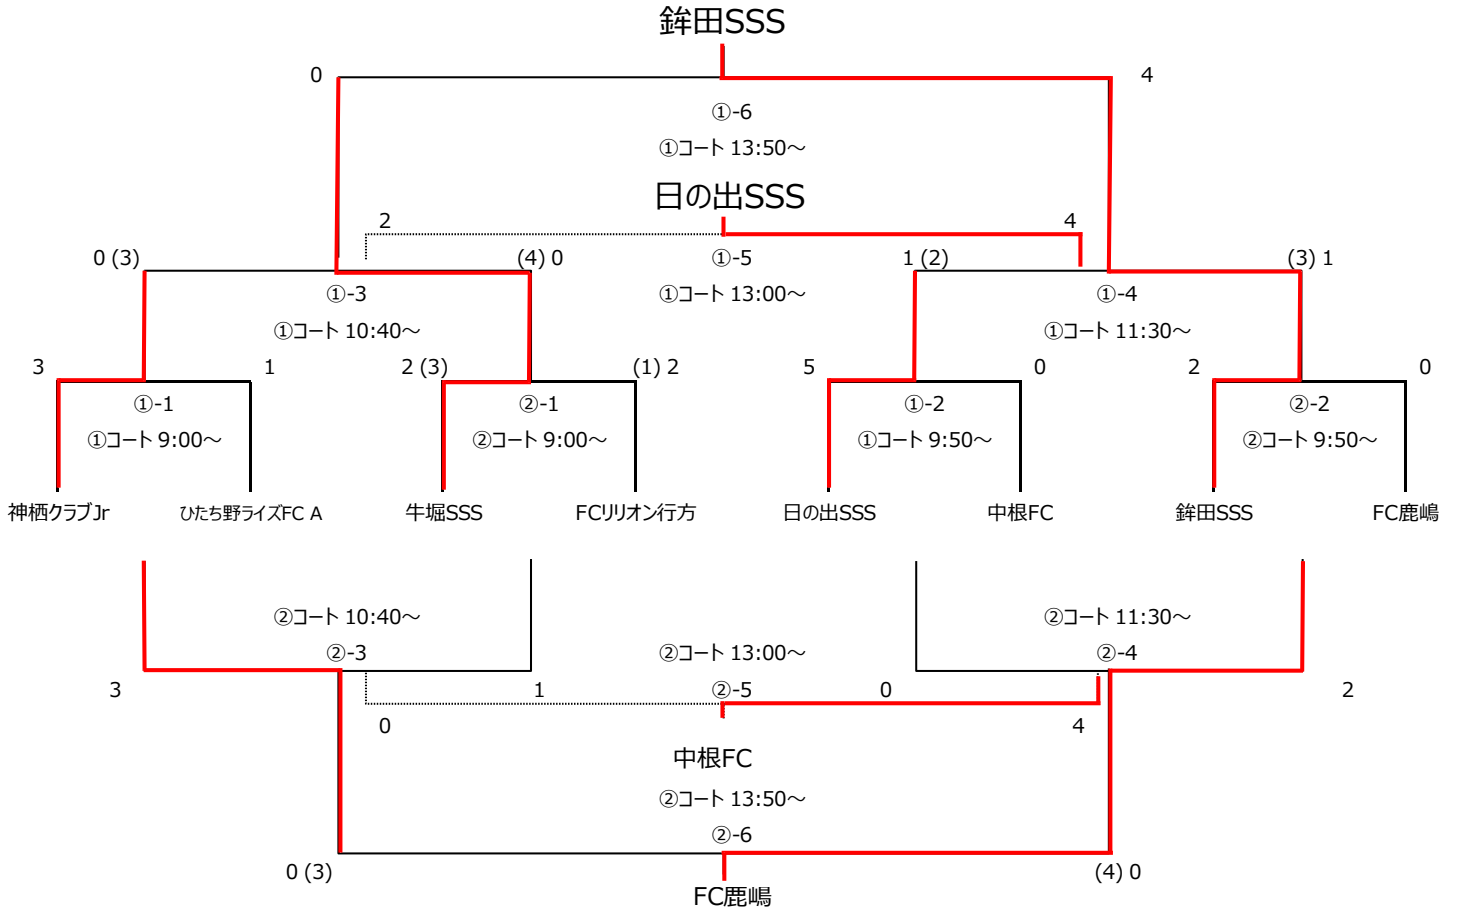 鉾田SSS
0 4
①-6
①コート 13:50～
日の出SSS
2 4
0 (3) (4) 0 ①-5 1 (2) (3) 1
①-3 ①コート 13:00～ ①-4
①コート 10:40～ ①コート 11:30～
3 1 2 (3) (1) 2 5 0 2 0
①-1 ②-1 ①-2 ②-2
①コート 9:00～ ②コート 9:00～ ①コート 9:50～ ②コート 9:50～
神栖クラブJr ひたち野ライズFC A 牛堀SSS FCリリオン行方 日の出SSS 中根FC 鉾田SSS FC鹿嶋
②コート 10:40～ ②コート 11:30～
②-3 ②コート 13:00～ ②-4
3 1 ②-5 0 2
0 4
中根FC
②コート 13:50～
②-6
0 (3) (4) 0
FC鹿嶋